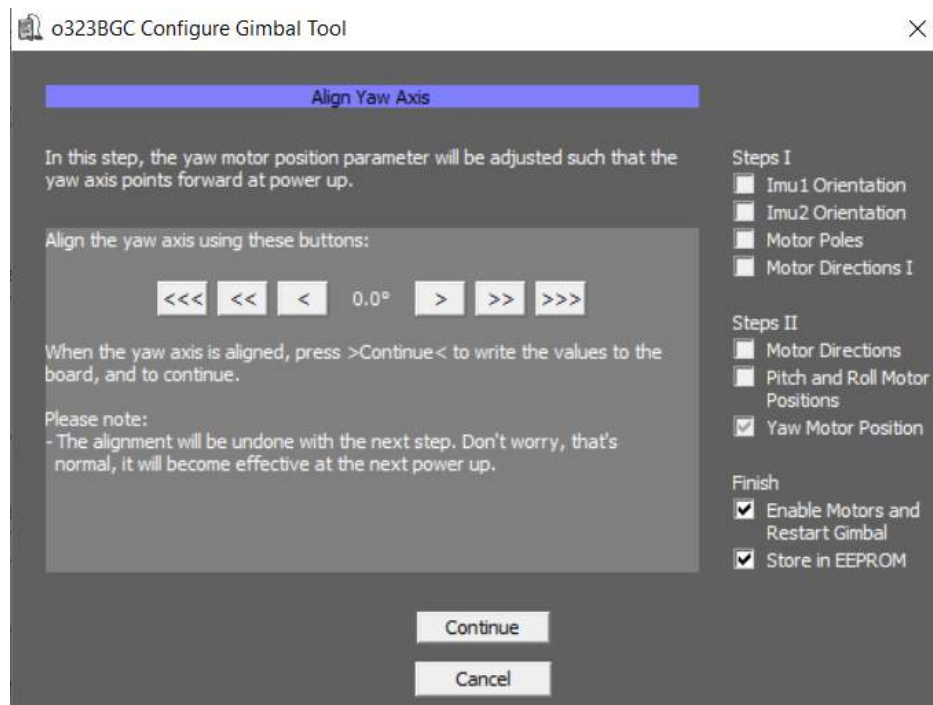 o323BGC Configure Gimbal Tool
Align Yaw Axis
In this step, the yaw motor position parameter will be adjusted such that the
yaw axis points forward at power up.
Align the yaw axis using these buttons:
<<< << < 0.0° > >> >>>
When the yaw axis is aligned, press >Continue< to write the values to the
board, and to continue.
Please note:
- The alignment will be undone with the next step. Don't worry, that's
normal, it will become effective at the next power up.
Steps I
Imu1 Orientation
Imu2 Orientation
Motor Poles
Motor Directions I
Steps II
Motor Directions
Pitch and Roll Motor
Positions
Yaw Motor Position
Finish
Enable Motors and
Restart Gimbal
Store in EEPROM
Continue
Cancel